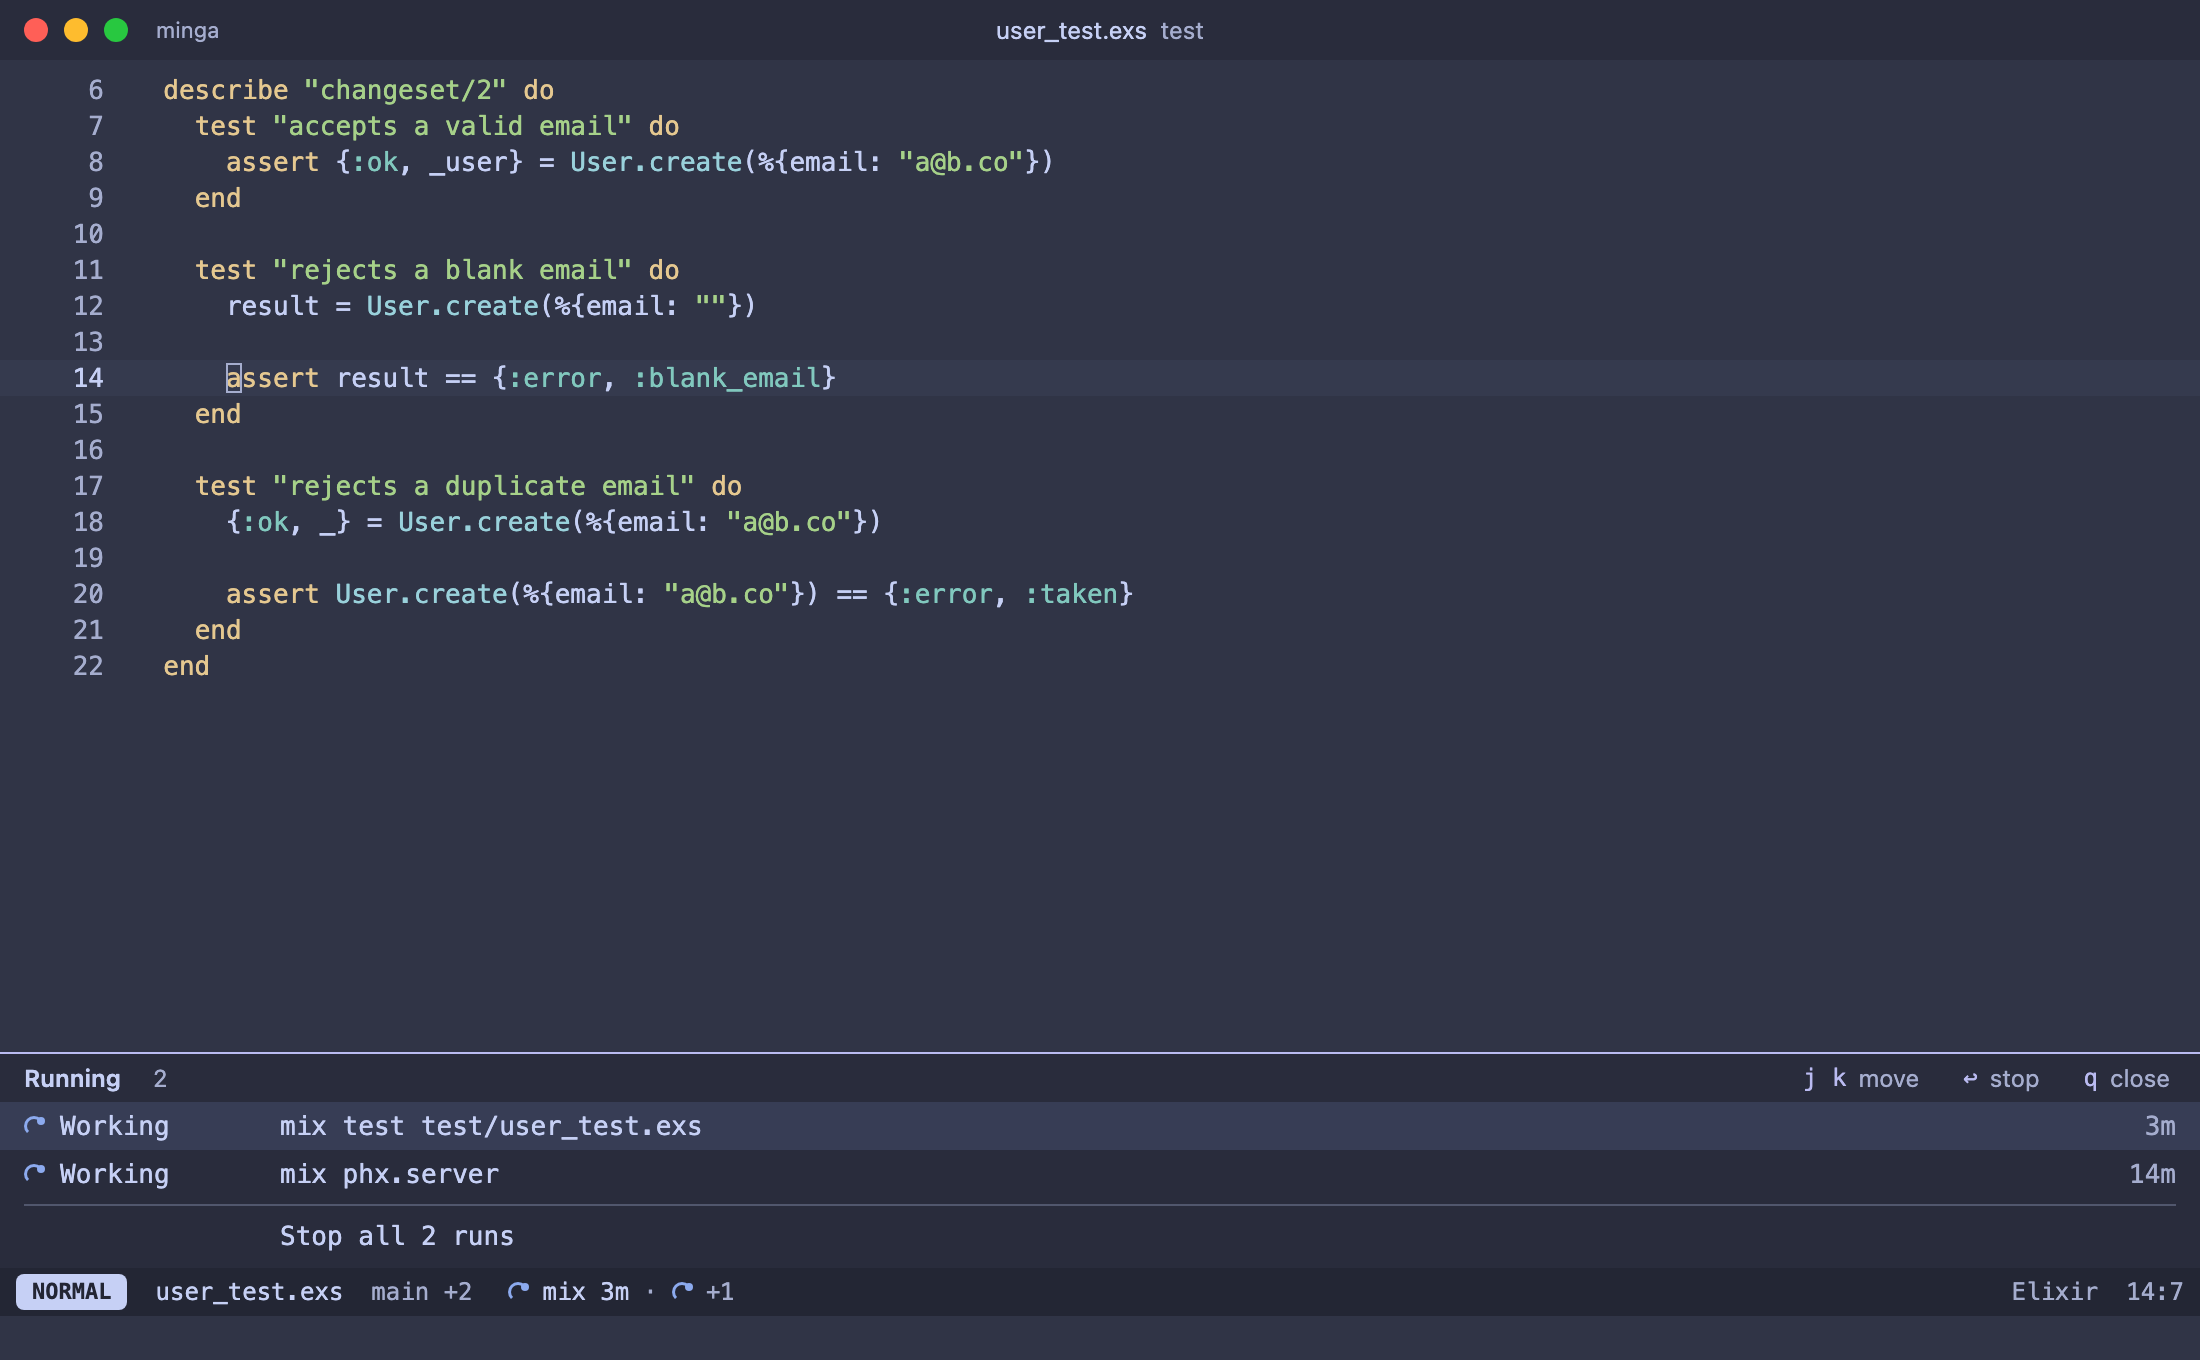 minga
user_test.exs test
6 describe "changeset/2" do
7 test "accepts a valid email" do
8 assert {:ok, _user} = User.create(%{email: "a@b.co"})
9 end
10
11 test "rejects a blank email" do
12 result = User.create(%{email: ""})
13
14 assert result == {:error, :blank_email}
15 end
16
17 test "rejects a duplicate email" do
18 {:ok, _} = User.create(%{email: "a@b.co"})
19
20 assert User.create(%{email: "a@b.co"}) == {:error, :taken}
21 end
22 end
Running 2 j k move ↩ stop q close
Working mix test test/user_test.exs 3m
Working mix phx.server 14m
Stop all 2 runs
NORMAL user_test.exs main +2 mix 3m · +1 Elixir 14:7